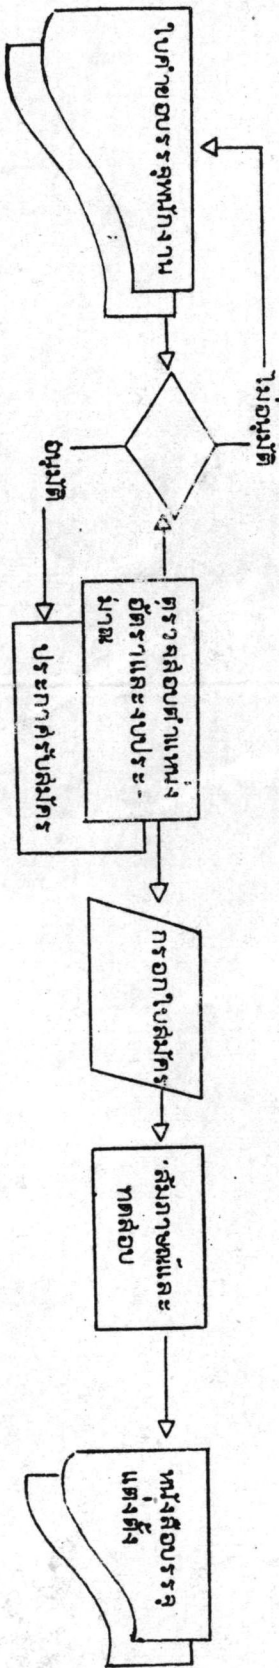 ใบคำขอบรรจุพนักงาน
ไม่อนุมัติ
อนุมัติ
ตรวจสอบตำแหน่ง
อัตราและงบประ-
มาณ
ประกาศรับสมัคร
กรอกใบสมัคร
สัมภาษณ์และ
ทดสอบ
หนังสือบรรจุ
แต่งตั้ง